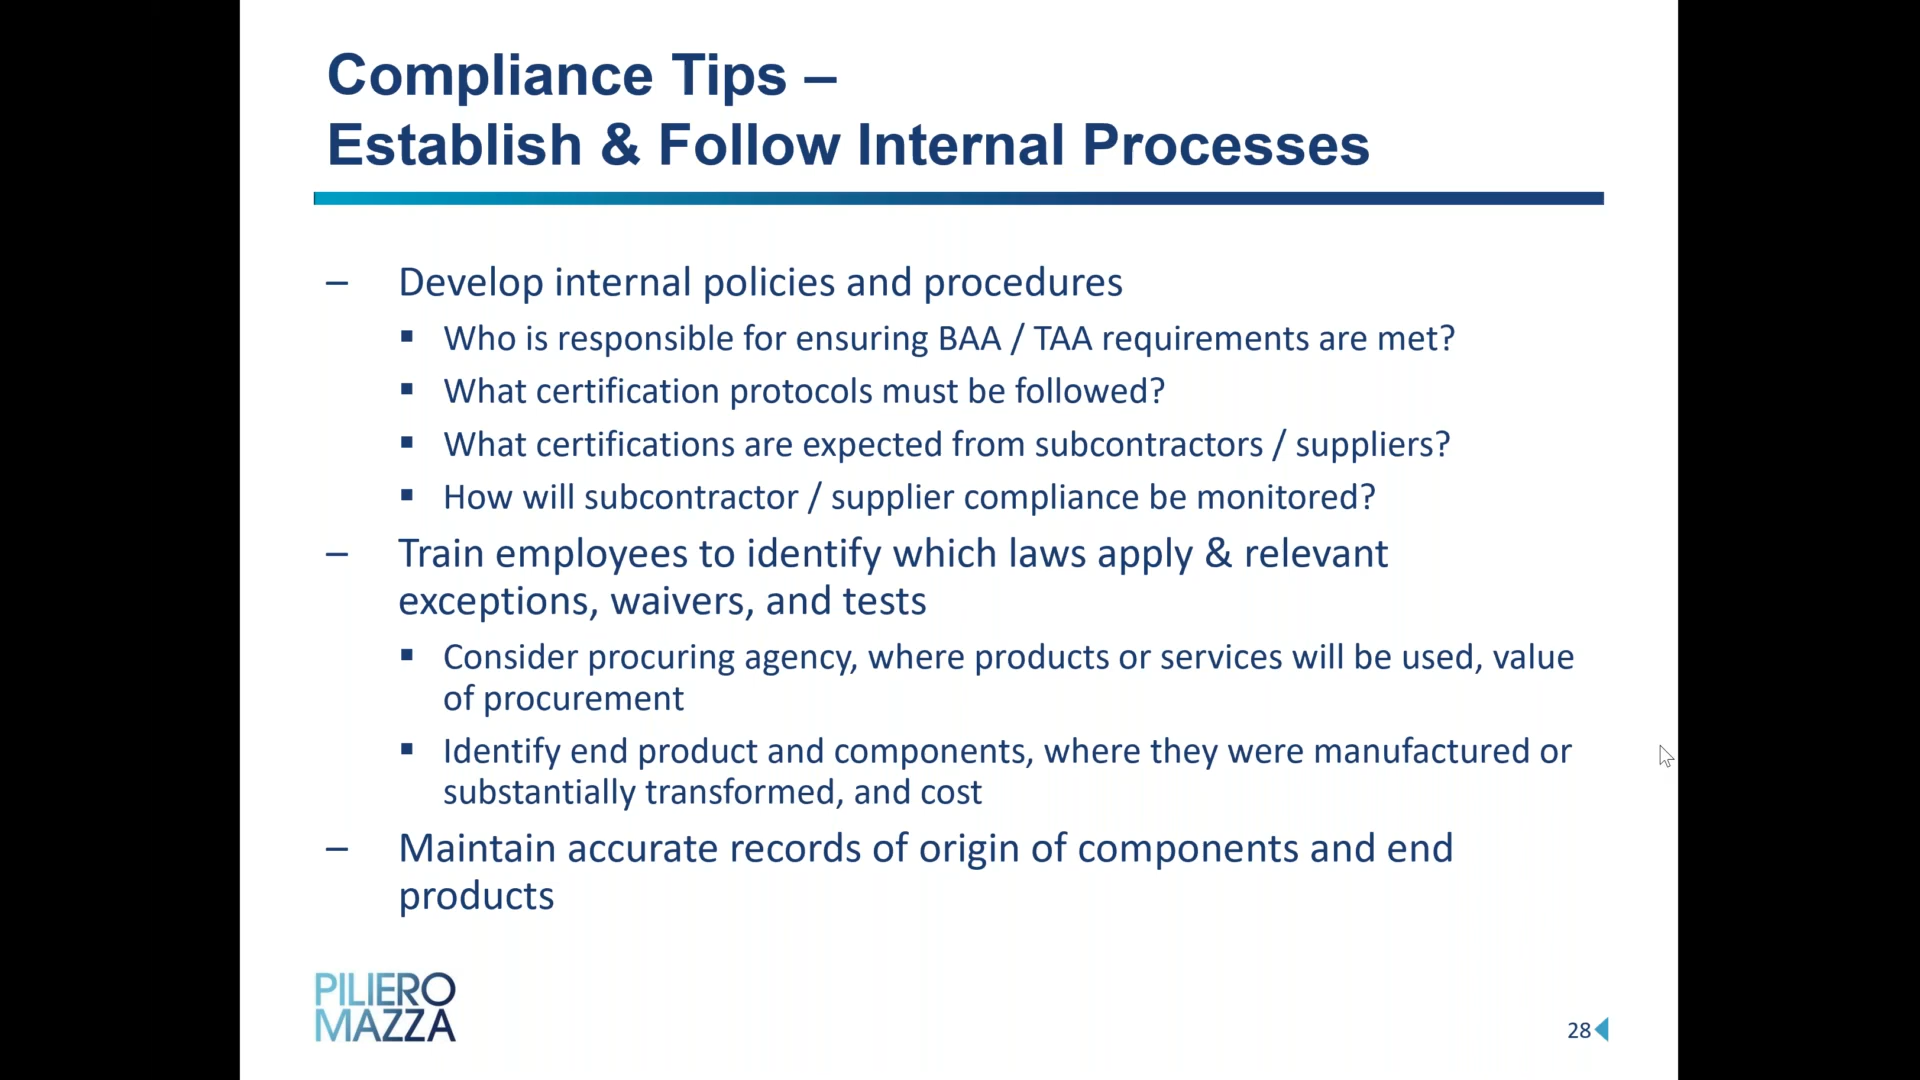 Compliance Tips –
Establish & Follow Internal Processes
– Develop internal policies and procedures
▪ Who is responsible for ensuring BAA / TAA requirements are met?
▪ What certification protocols must be followed?
▪ What certifications are expected from subcontractors / suppliers?
▪ How will subcontractor / supplier compliance be monitored?
– Train employees to identify which laws apply & relevant
exceptions, waivers, and tests
▪ Consider procuring agency, where products or services will be used, value
of procurement
▪ Identify end product and components, where they were manufactured or
substantially transformed, and cost
– Maintain accurate records of origin of components and end
products
PILIERO
MAZZA
28